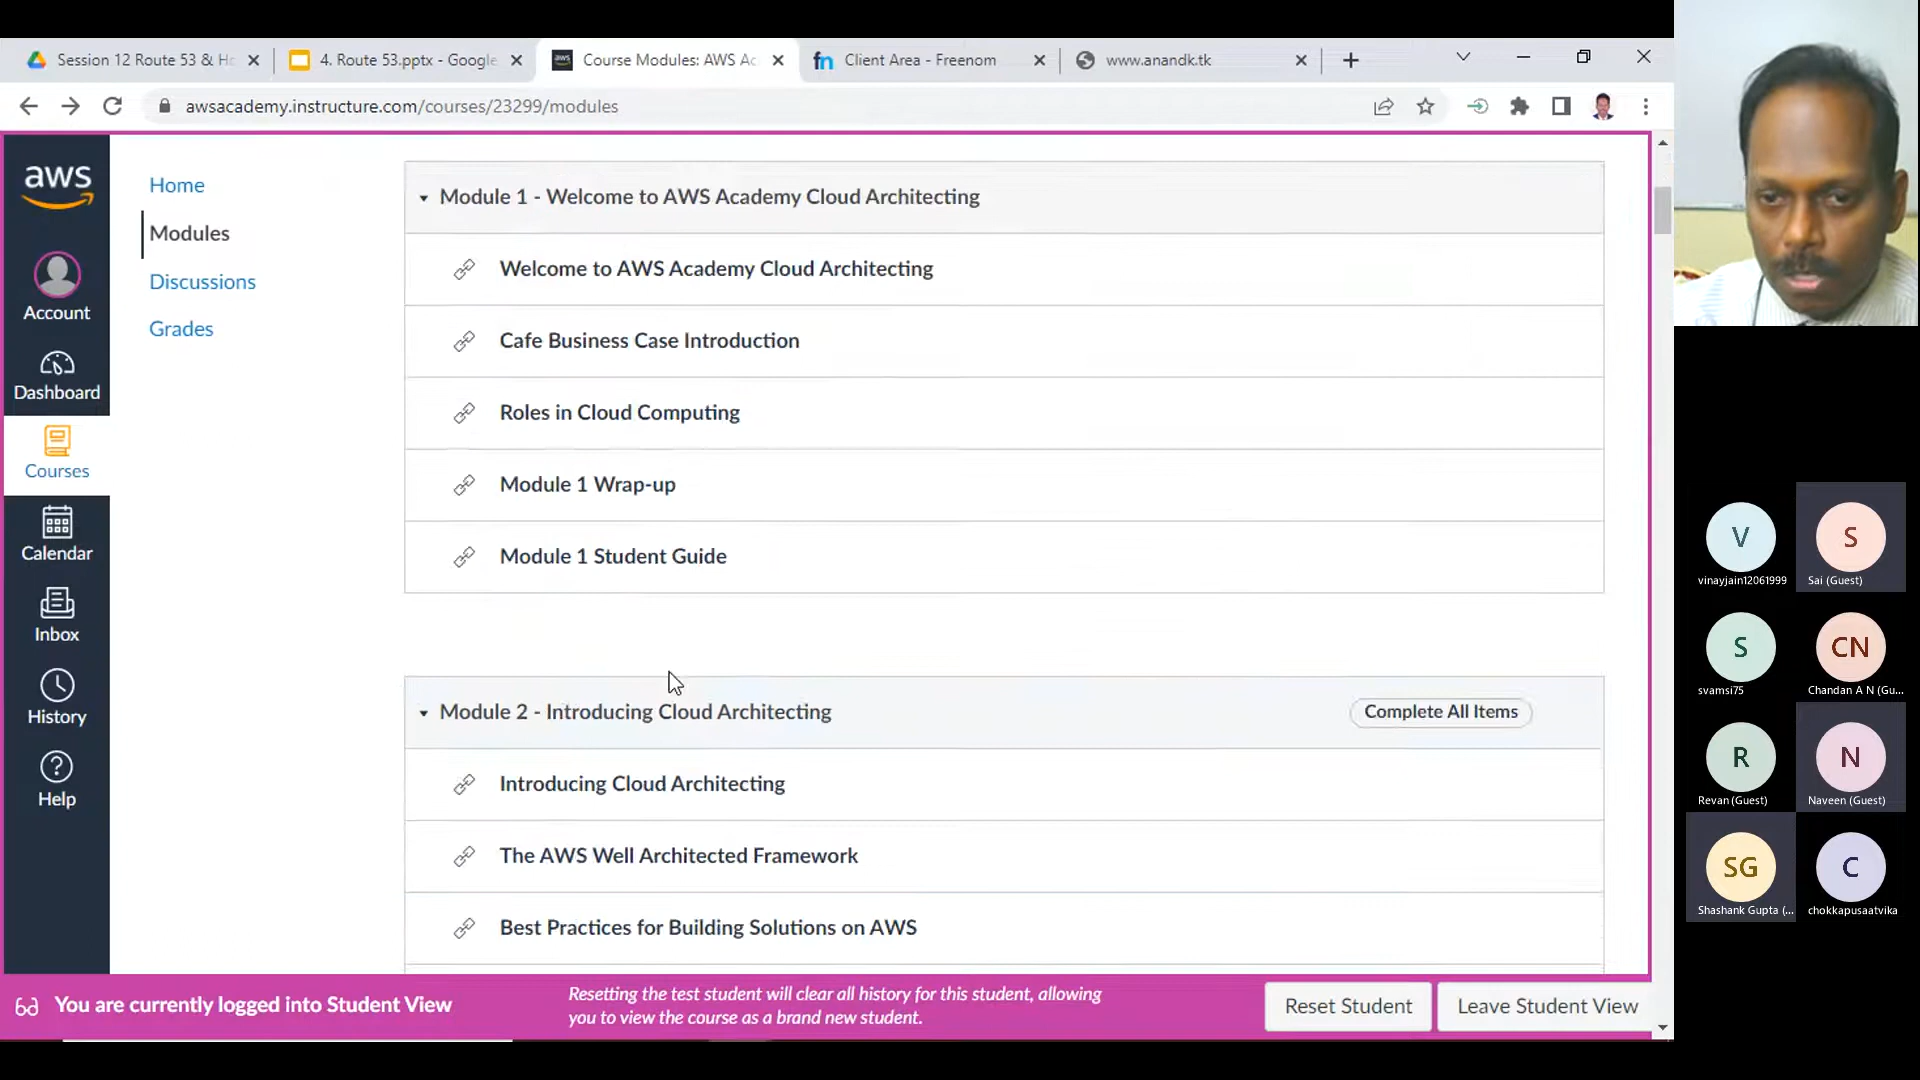 Session 12 Route 53 & H
4. Route 53.pptx - Google
aws
Course Modules: AWS Ac
fn
Client Area - Freenom
www.anandk.tk
awsacademy.instructure.com/courses/23299/modules
aws
Account
Dashboard
Courses
Calendar
Inbox
History
Help
Home
Modules
Discussions
Grades
Module 1 - Welcome to AWS Academy Cloud Architecting
Welcome to AWS Academy Cloud Architecting
Cafe Business Case Introduction
Roles in Cloud Computing
Module 1 Wrap-up
Module 1 Student Guide
Module 2 - Introducing Cloud Architecting
Complete All Items
Introducing Cloud Architecting
The AWS Well Architected Framework
Best Practices for Building Solutions on AWS
You are currently logged into Student View
Resetting the test student will clear all history for this student, allowing
you to view the course as a brand new student.
Reset Student
Leave Student View
V
vinayjain12061999
S
Sai (Guest)
S
svamsi75
CN
Chandan A N (Gu...
R
Revan (Guest)
N
Naveen (Guest)
SG
Shashank Gupta (...
C
chokkapusaatvika